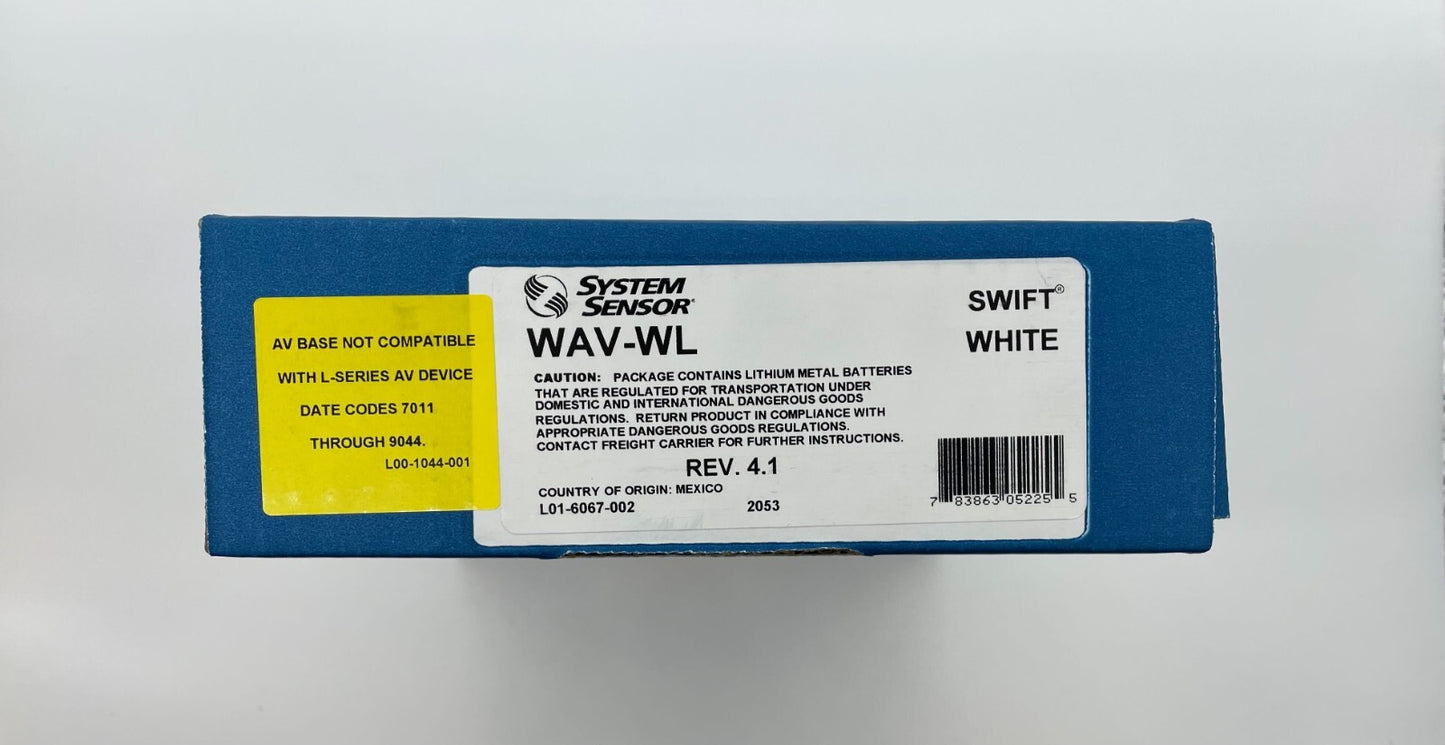 AV BASE NOT COMPATIBLE
WITH L-SERIES AV DEVICE
DATE CODES 7011
THROUGH 9044.
L00-1044-001
SYSTEM
SENSOR®
WAV-WL
SWIFT®
WHITE
CAUTION: PACKAGE CONTAINS LITHIUM METAL BATTERIES
THAT ARE REGULATED FOR TRANSPORTATION UNDER
DOMESTIC AND INTERNATIONAL DANGEROUS GOODS
REGULATIONS. RETURN PRODUCT IN COMPLIANCE WITH
APPROPRIATE DANGEROUS GOODS REGULATIONS.
CONTACT FREIGHT CARRIER FOR FURTHER INSTRUCTIONS.
REV. 4.1
COUNTRY OF ORIGIN: MEXICO
L01-6067-002 2053
7 83863 05225 5